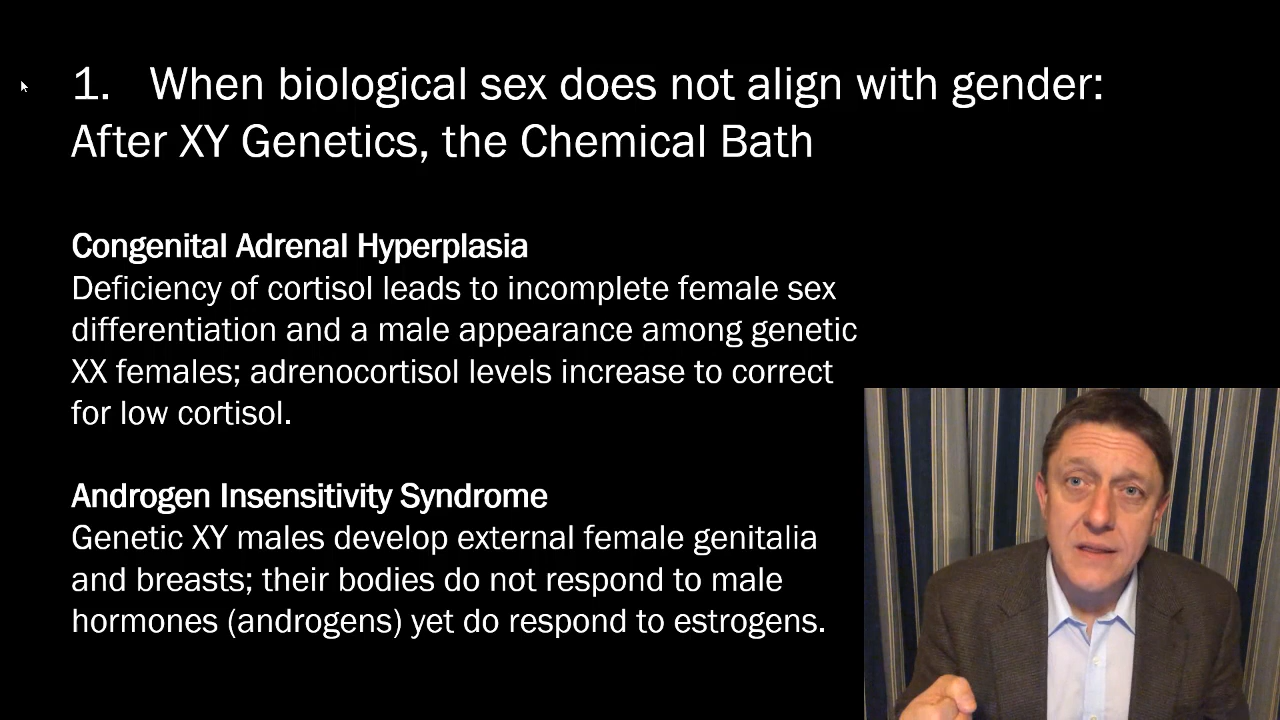 1. When biological sex does not align with gender:
After XY Genetics, the Chemical Bath
Congenital Adrenal Hyperplasia
Deficiency of cortisol leads to incomplete female sex
differentiation and a male appearance among genetic
XX females; adrenocortisol levels increase to correct
for low cortisol.
Androgen Insensitivity Syndrome
Genetic XY males develop external female genitalia
and breasts; their bodies do not respond to male
hormones (androgens) yet do respond to estrogens.